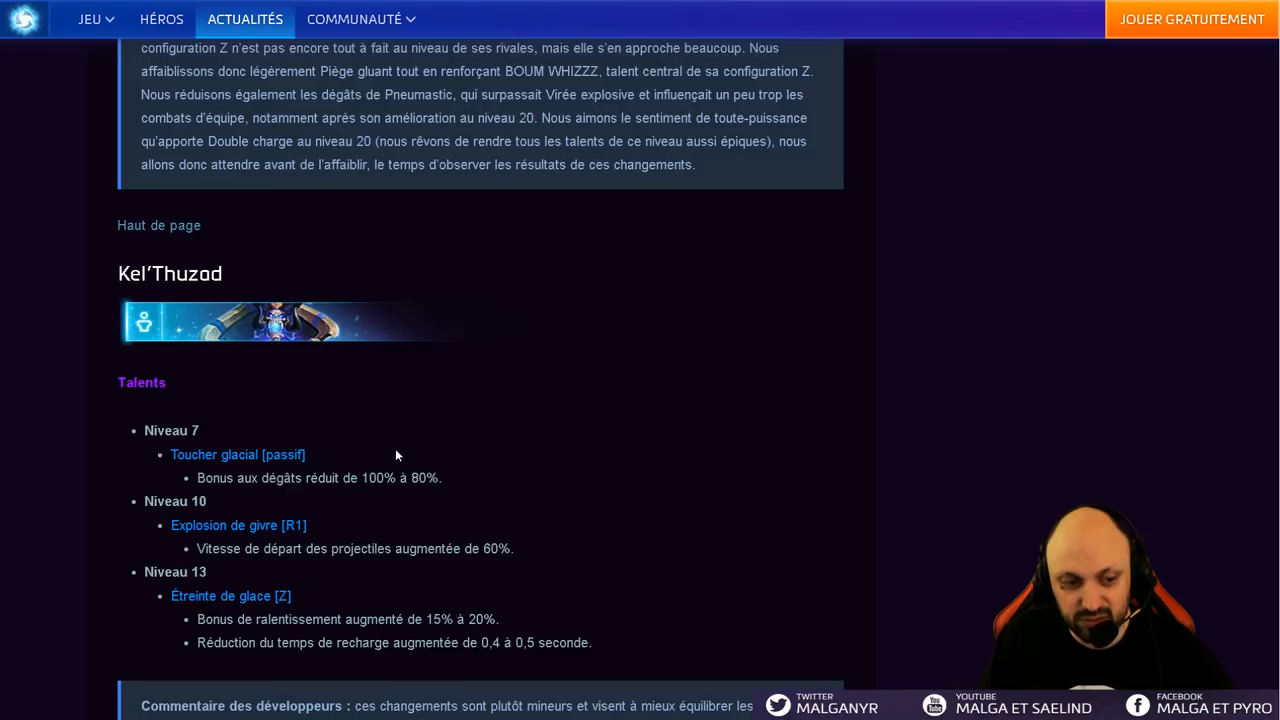 JEU HÉROS ACTUALITÉS COMMUNAUTÉ JOUER GRATUITEMENT
configuration Z n'est pas encore tout à fait au niveau de ses rivales, mais elle s'en approche beaucoup. Nous
affaiblissons donc légèrement Piège gluant tout en renforçant BOUM WHIZZZ, talent central de sa configuration Z.
Nous réduisons également les dégâts de Pneumastic, qui surpassait Virée explosive et influençait un peu trop les
combats d'équipe, notamment après son amélioration au niveau 20. Nous aimons le sentiment de toute-puissance
qu'apporte Double charge au niveau 20 (nous rêvons de rendre tous les talents de ce niveau aussi épiques), nous
allons donc attendre avant de l'affaiblir, le temps d'observer les résultats de ces changements.
Haut de page
Kel'Thuzad
Talents
• Niveau 7
• Toucher glacial [passif]
• Bonus aux dégâts réduit de 100% à 80%.
• Niveau 10
• Explosion de givre [R1]
• Vitesse de départ des projectiles augmentée de 60%.
• Niveau 13
• Étreinte de glace [Z]
• Bonus de ralentissement augmenté de 15% à 20%.
• Réduction du temps de recharge augmentée de 0,4 à 0,5 seconde.
Commentaire des développeurs : ces changements sont plutôt mineurs et visent à mieux équilibrer les
TWITTER
MALGANYR
YOUTUBE
MALGA ET SAELIND
FACEBOOK
MALGA ET PYRO